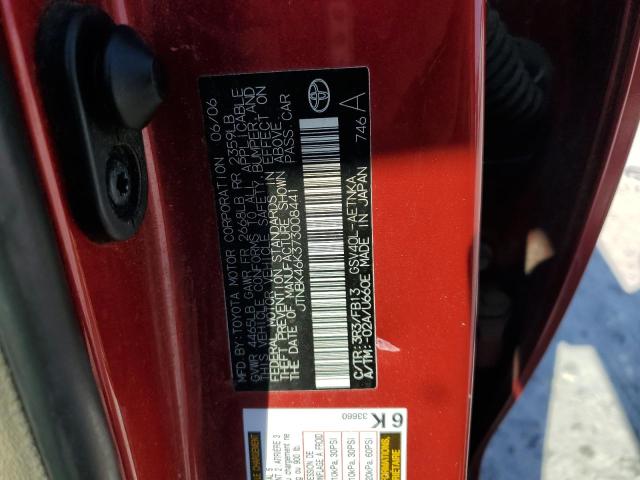 MFD. BY: TOYOTA MOTOR CORPORATION 06/06
GVWR 4465LB GAWR FR 2668LB RR 2359LB
THIS VEHICLE CONFORMS TO ALL APPLICABLE
FEDERAL MOTOR VEHICLE SAFETY, BUMPER, AND
THEFT PREVENTION STANDARDS IN EFFECT ON
THE DATE OF MANUFACTURE SHOWN ABOVE.
JTNBK46K373008441 PASS. CAR
C/TR:3R3/FB13 GSV40L-AETNKA 746 A
A/TM:-02A/U660E MADE IN JAPAN
6 K
33660